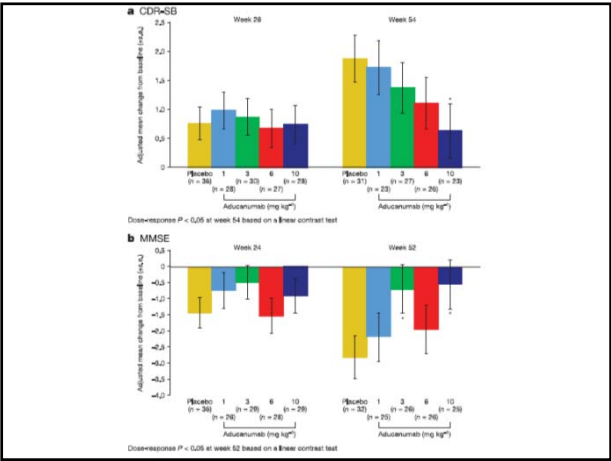 a CDR-SB
Week 26 Week 54
Adjusted mean change from baseline (±s.e.)
2.5
2.0
1.5
1.0
0.5
0
Placebo 1 3 6 10 Placebo 1 3 6 10
(n = 36) (n = 30) (n = 28) (n = 31) (n = 27) (n = 23)
(n = 28) (n = 27) (n = 23) (n = 26)
Aducanumab (mg kg⁻¹) Aducanumab (mg kg⁻¹)
Dose-response P < 0.05 at week 54 based on a linear contrast test
b MMSE
Week 24 Week 52
Adjusted mean change from baseline (±s.e.)
0.5
0
-0.5
-1.0
-1.5
-2.0
-2.5
-3.0
-3.5
-4.0
Placebo 1 3 6 10 Placebo 1 3 6 10
(n = 36) (n = 29) (n = 29) (n = 32) (n = 26) (n = 25)
(n = 26) (n = 28) (n = 25) (n = 26)
Aducanumab (mg kg⁻¹) Aducanumab (mg kg⁻¹)
Dose-response P < 0.05 at week 52 based on a linear contrast test